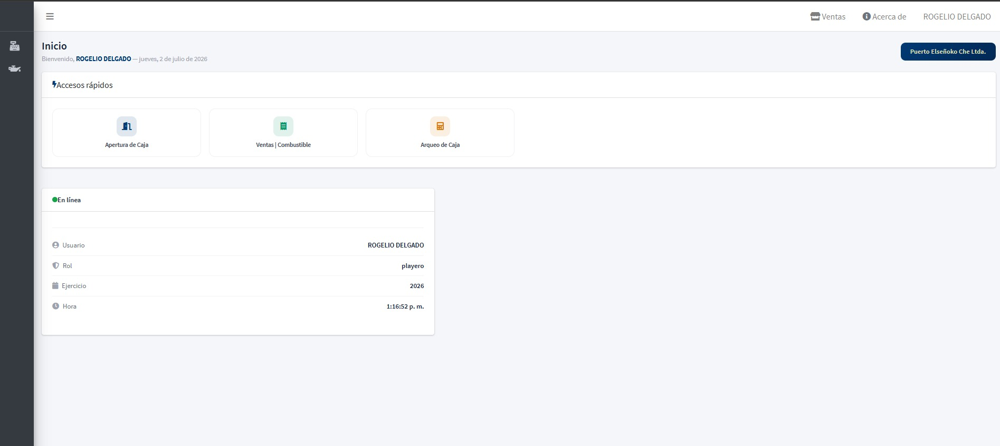 Ventas
Acerca de
ROGELIO DELGADO
Inicio
Bienvenido, ROGELIO DELGADO — jueves, 2 de julio de 2026
Puerto Elseñoko Che Ltda.
Accesos rápidos
Apertura de Caja
Ventas | Combustible
Arqueo de Caja
En línea
Usuario ROGELIO DELGADO
Rol playero
Ejercicio 2026
Hora 1:16:52 p. m.